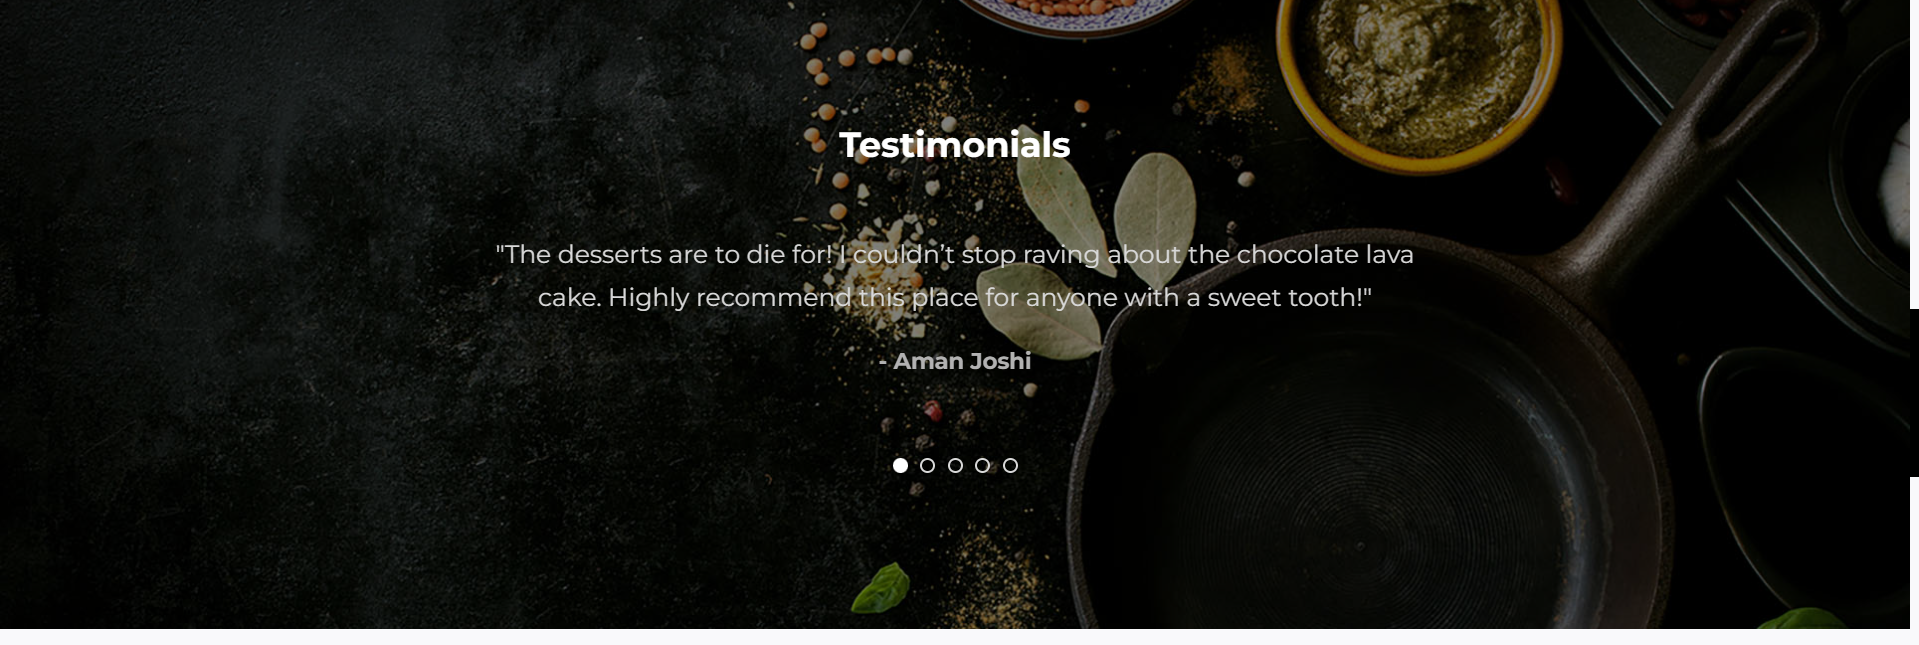 Testimonials
"The desserts are to die for! I couldn’t stop raving about the chocolate lava
cake. Highly recommend this place for anyone with a sweet tooth!"
- Aman Joshi